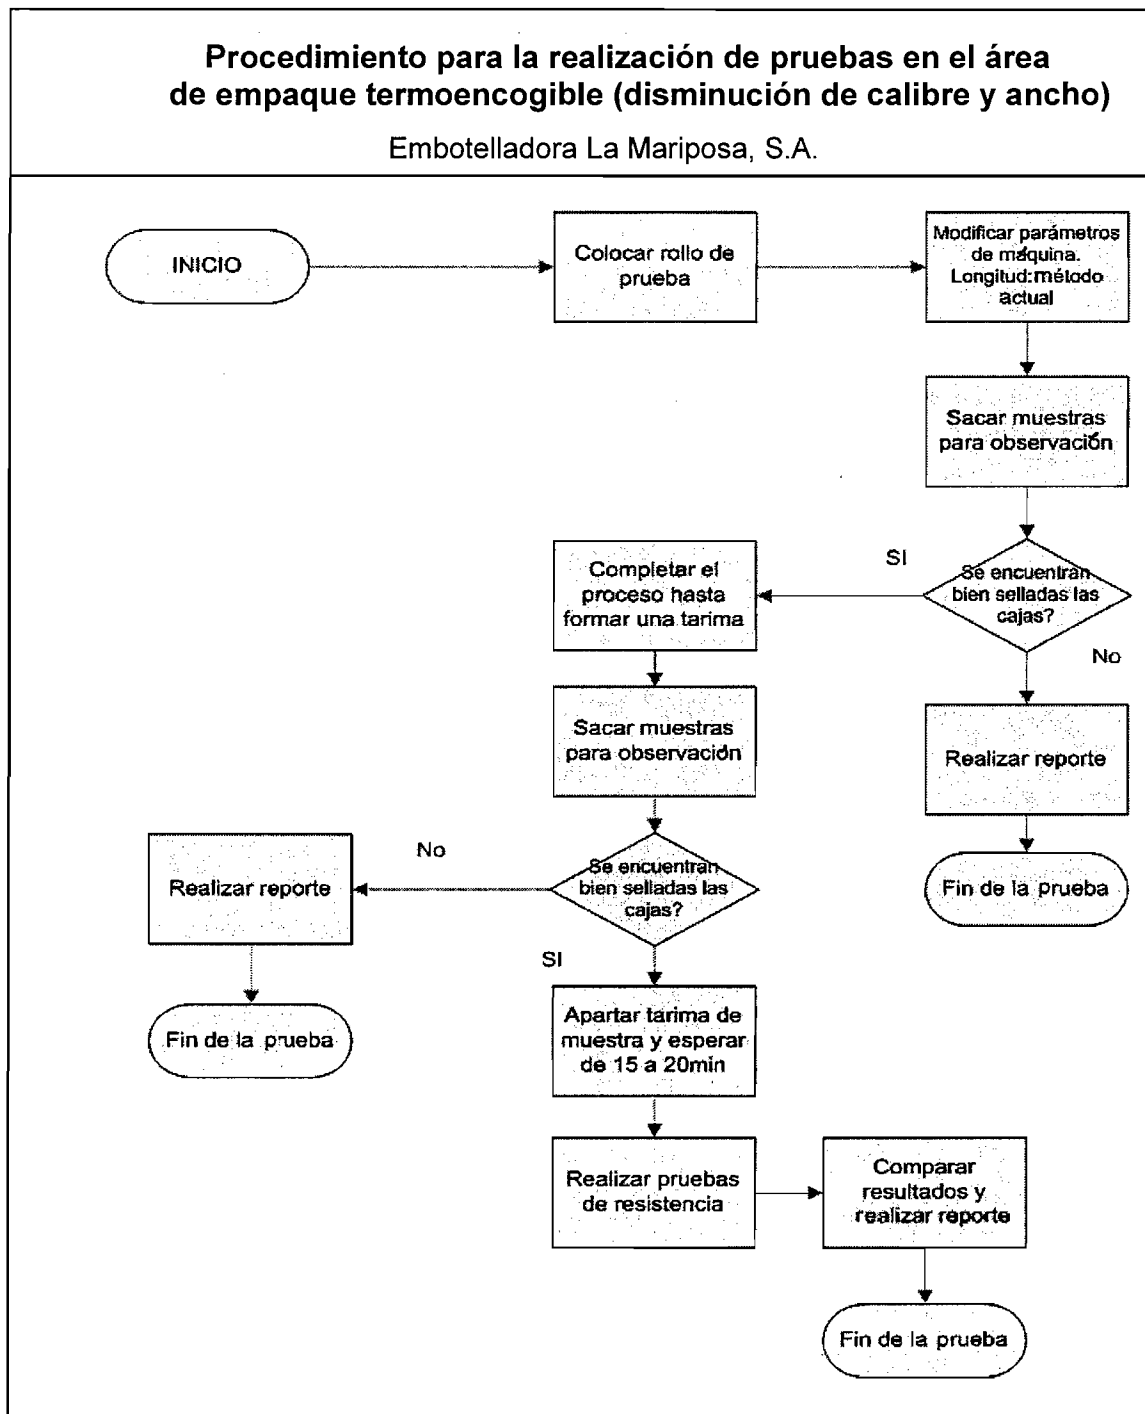 Procedimiento para la realización de pruebas en el área
de empaque termoencogible (disminución de calibre y ancho)
Embotelladora La Mariposa, S.A.
INICIO
Colocar rollo de
prueba
Modificar parámetros
de máquina.
Longitud:método
actual
Sacar muestras
para observación
Se encuentran
bien selladas las
cajas?
SI
No
Completar el
proceso hasta
formar una tarima
Sacar muestras
para observación
Realizar reporte
Fin de la prueba
Se encuentran
bien selladas las
cajas?
No
Realizar reporte
Fin de la prueba
SI
Apartar tarima de
muestra y esperar
de 15 a 20min
Realizar pruebas
de resistencia
Comparar
resultados y
realizar reporte
Fin de la prueba